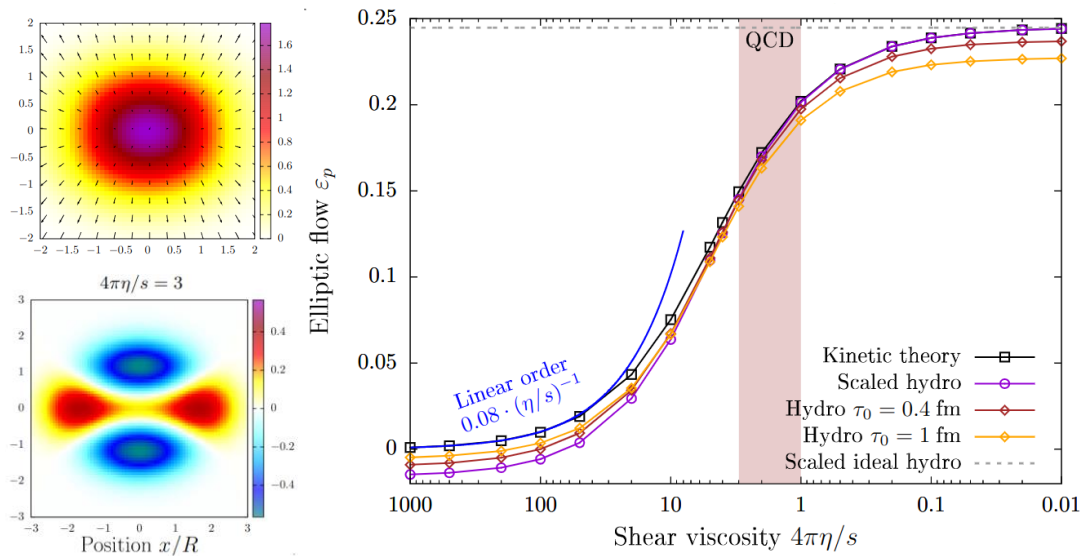 2
1.5
1
0.5
0
−0.5
−1
−1.5
−2
−2 −1.5 −1 −0.5 0 0.5 1 1.5 2
1.6
1.4
1.2
1
0.8
0.6
0.4
0.2
0
4πη/s = 3
3
2
1
0
−1
−2
−3
−3 −2 −1 0 1 2 3
0.4
0.2
0
−0.2
−0.4
Position x/R
Elliptic flow εp
0.25
0.2
0.15
0.1
0.05
0
QCD
Linear order
0.08 · (η/s)⁻¹
Kinetic theory
Scaled hydro
Hydro τ₀ = 0.4 fm
Hydro τ₀ = 1 fm
Scaled ideal hydro
1000 100 10 1 0.1 0.01
Shear viscosity 4πη/s